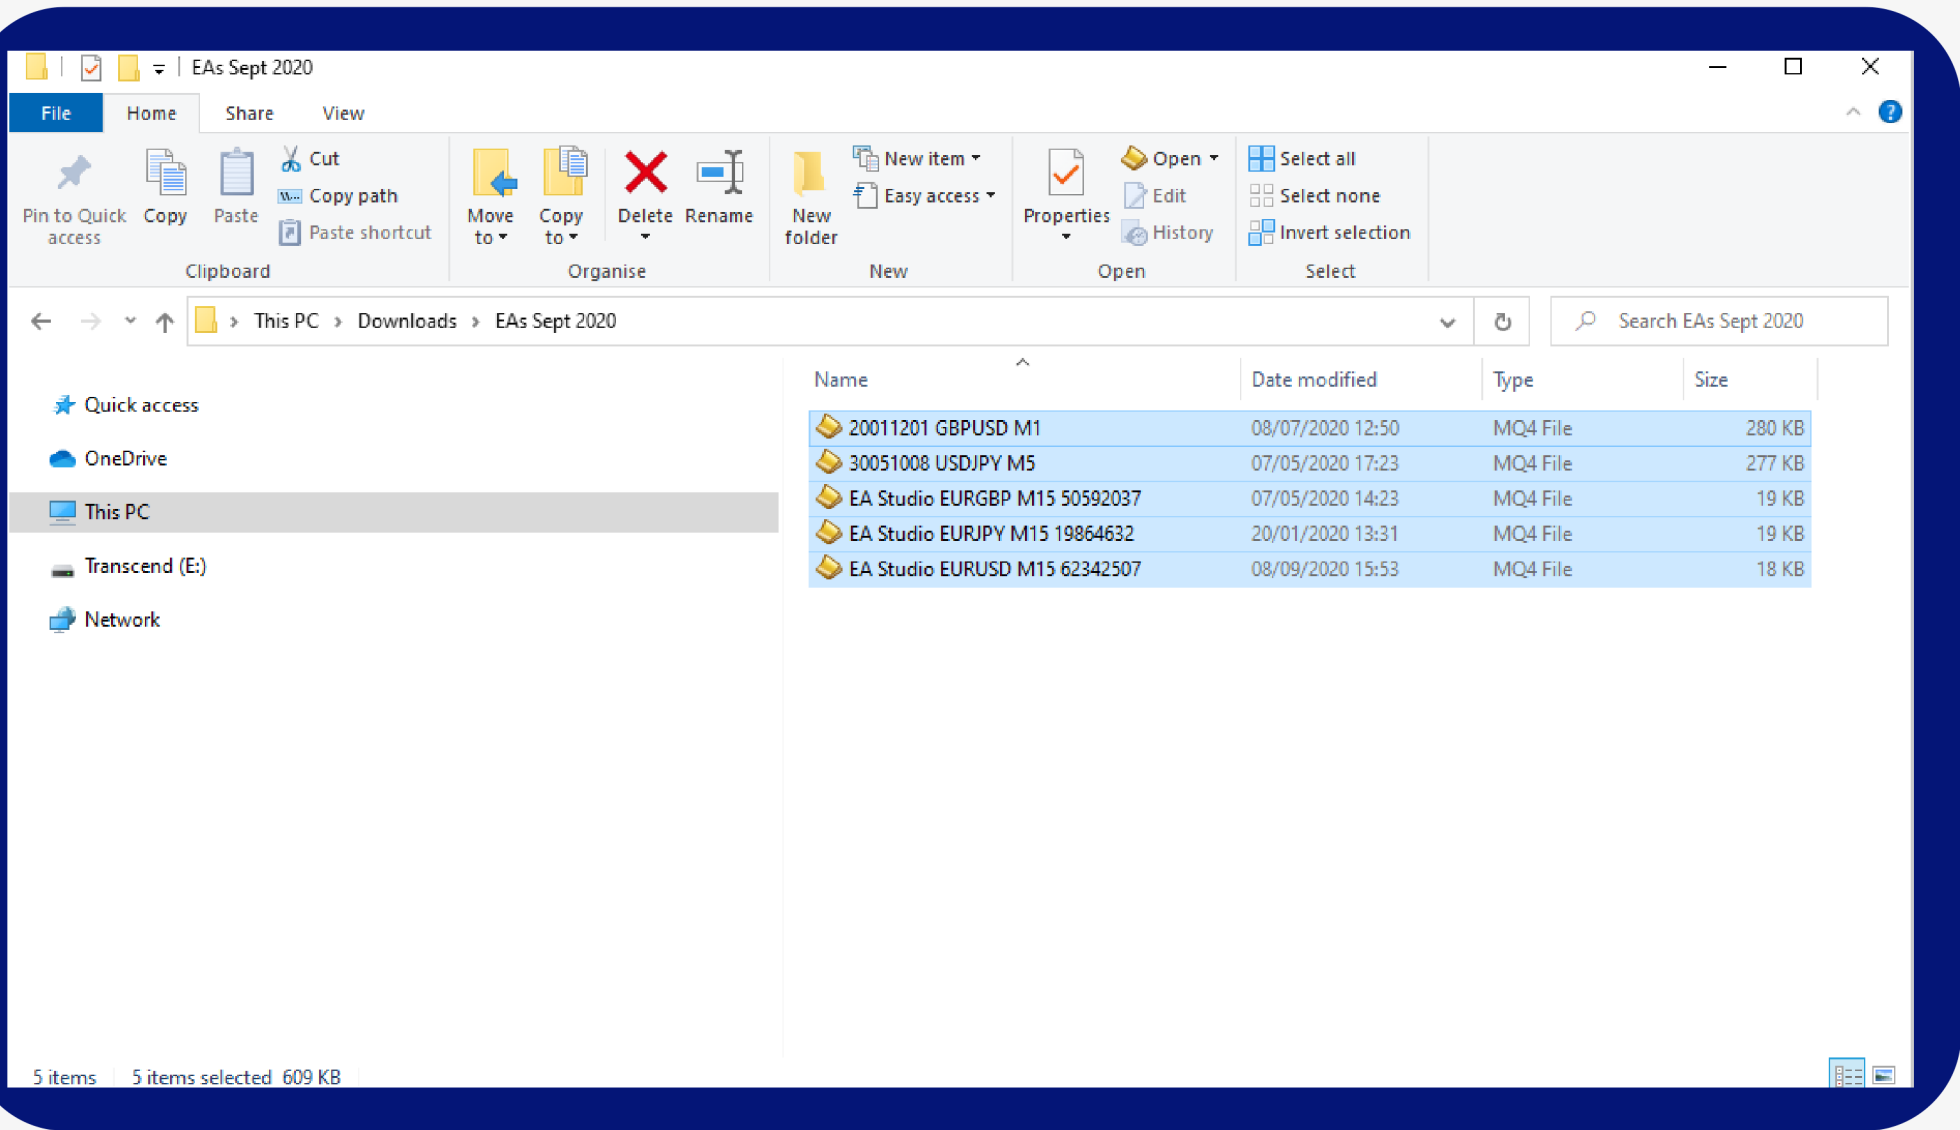 EAs Sept 2020
File Home Share View
Pin to Quick access
Copy
Paste
Cut
Copy path
Paste shortcut
Clipboard
Move to
Copy to
Delete
Rename
Organise
New folder
New item
Easy access
New
Properties
Open
Edit
History
Open
Select all
Select none
Invert selection
Select
This PC > Downloads > EAs Sept 2020
Search EAs Sept 2020
Quick access
OneDrive
This PC
Transcend (E:)
Network
Name Date modified Type Size
20011201 GBPUSD M1 08/07/2020 12:50 MQ4 File 280 KB
30051008 USDJPY M5 07/05/2020 17:23 MQ4 File 277 KB
EA Studio EURGBP M15 50592037 07/05/2020 14:23 MQ4 File 19 KB
EA Studio EURJPY M15 19864632 20/01/2020 13:31 MQ4 File 19 KB
EA Studio EURUSD M15 62342507 08/09/2020 15:53 MQ4 File 18 KB
5 items 5 items selected 609 KB